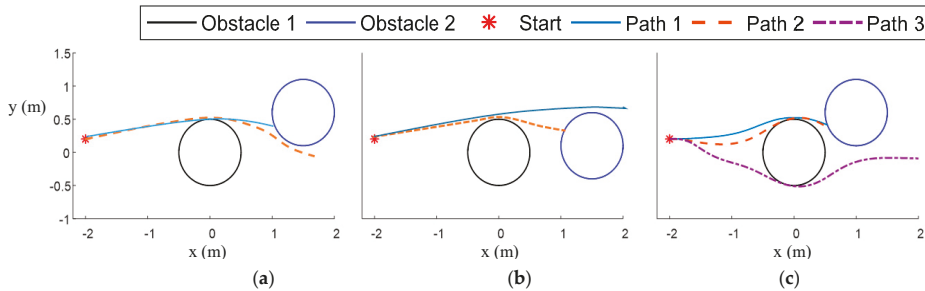 Obstacle 1 Obstacle 2 Start Path 1 Path 2 Path 3
1.5
1
y (m)
0.5
0
-0.5
-1
-2 -1 0 1 2
-2 -1 0 1 2
-2 -1 0 1 2
x (m) x (m) x (m)
(a) (b) (c)